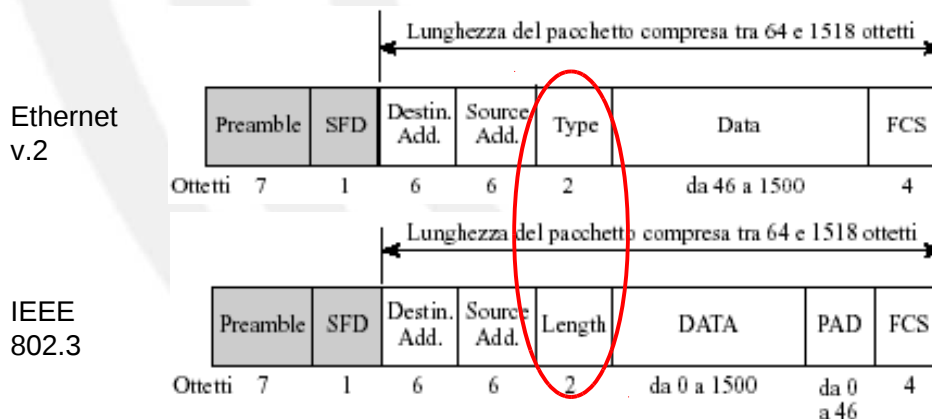 Lunghezza del pacchetto compresa tra 64 e 1518 ottetti
Ethernet
v.2
Preamble SFD Destin. Add. Source Add. Type Data FCS
Ottetti 7 1 6 6 2 da 46 a 1500 4
Lunghezza del pacchetto compresa tra 64 e 1518 ottetti
IEEE
802.3
Preamble SFD Destin. Add. Source Add. Length DATA PAD FCS
Ottetti 7 1 6 6 2 da 0 a 1500 da 0 a 46 4